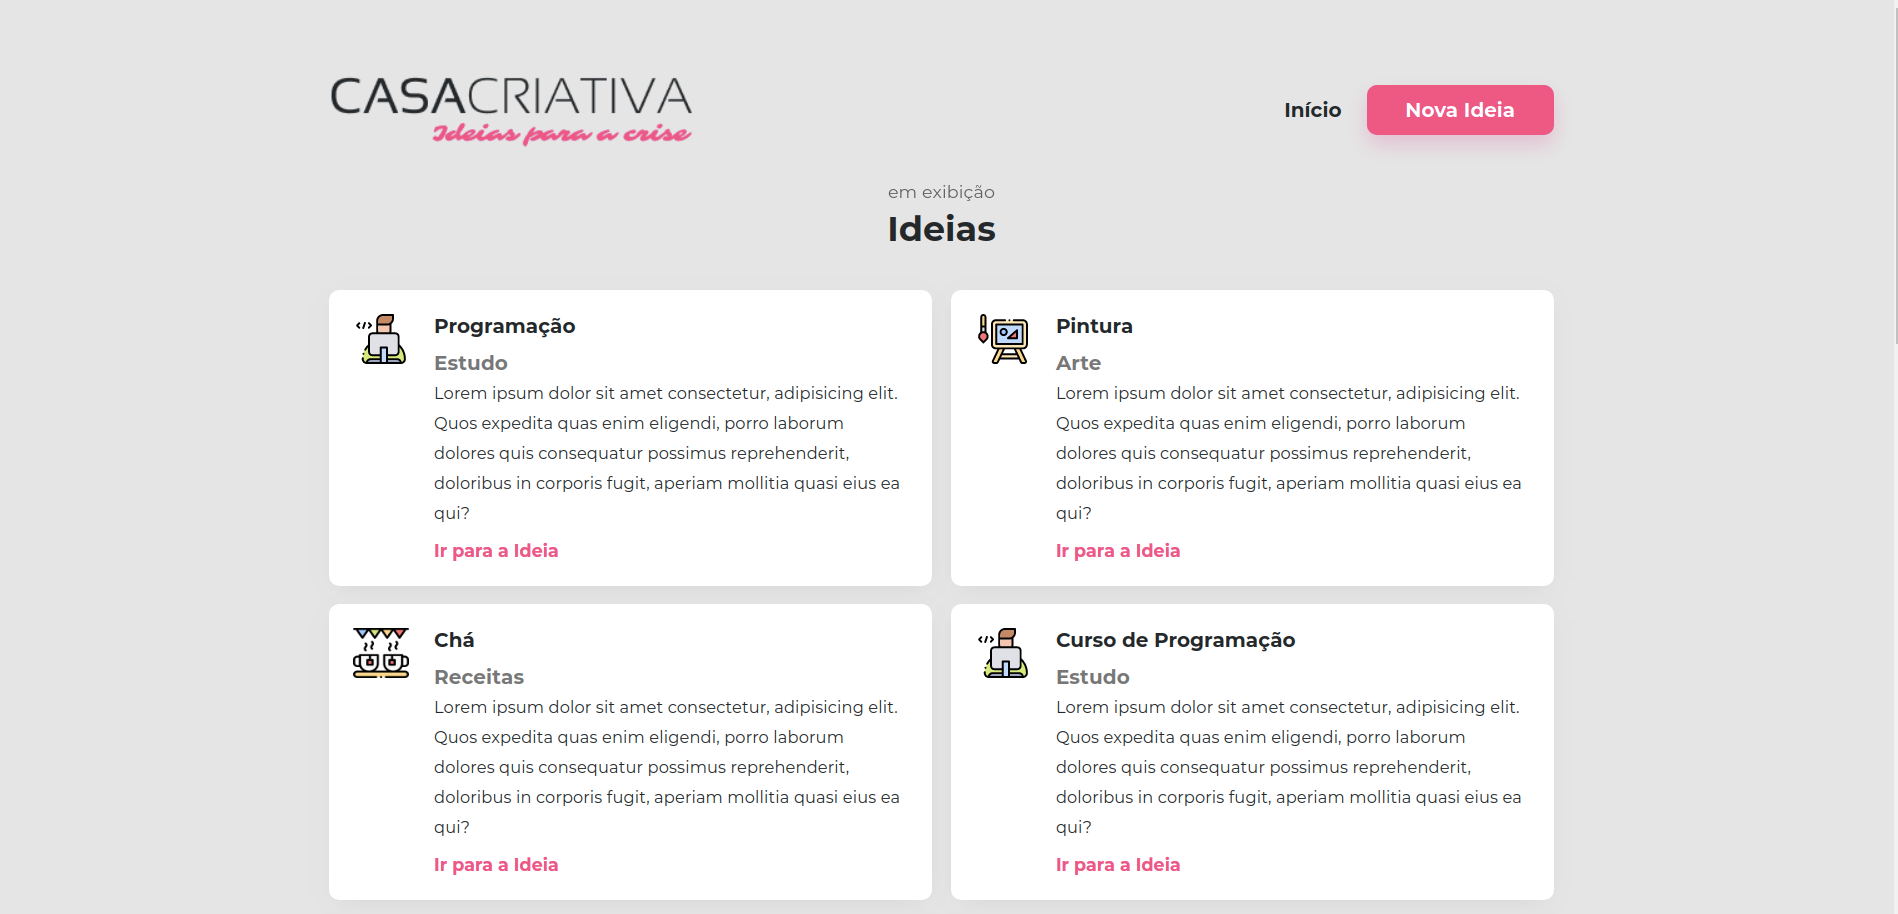 CASACRIATIVA
Ideias para a crise
Início
Nova Ideia
em exibição
Ideias
</>
Programação
Estudo
Lorem ipsum dolor sit amet consectetur, adipisicing elit.
Quos expedita quas enim eligendi, porro laborum
dolores quis consequatur possimus reprehenderit,
doloribus in corporis fugit, aperiam mollitia quasi eius ea
qui?
Ir para a Ideia
Pintura
Arte
Lorem ipsum dolor sit amet consectetur, adipisicing elit.
Quos expedita quas enim eligendi, porro laborum
dolores quis consequatur possimus reprehenderit,
doloribus in corporis fugit, aperiam mollitia quasi eius ea
qui?
Ir para a Ideia
Chá
Receitas
Lorem ipsum dolor sit amet consectetur, adipisicing elit.
Quos expedita quas enim eligendi, porro laborum
dolores quis consequatur possimus reprehenderit,
doloribus in corporis fugit, aperiam mollitia quasi eius ea
qui?
Ir para a Ideia
</>
Curso de Programação
Estudo
Lorem ipsum dolor sit amet consectetur, adipisicing elit.
Quos expedita quas enim eligendi, porro laborum
dolores quis consequatur possimus reprehenderit,
doloribus in corporis fugit, aperiam mollitia quasi eius ea
qui?
Ir para a Ideia